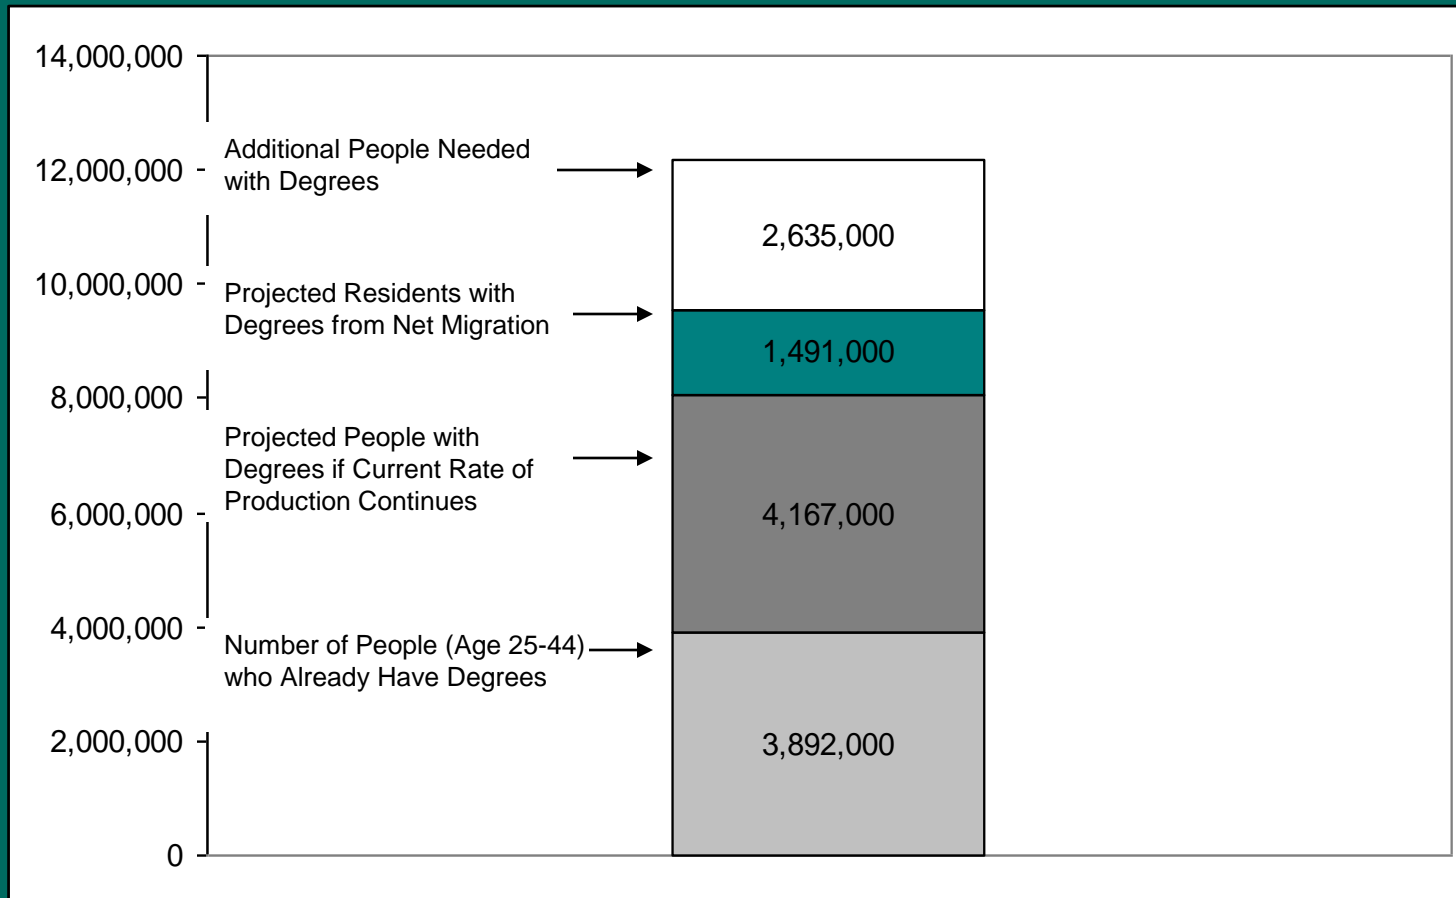 14,000,000
Additional People Needed
with Degrees
12,000,000
2,635,000
10,000,000
Projected Residents with
Degrees from Net Migration
1,491,000
8,000,000
Projected People with
Degrees if Current Rate of
Production Continues
6,000,000
4,167,000
4,000,000
Number of People (Age 25-44)
who Already Have Degrees
2,000,000
3,892,000
0